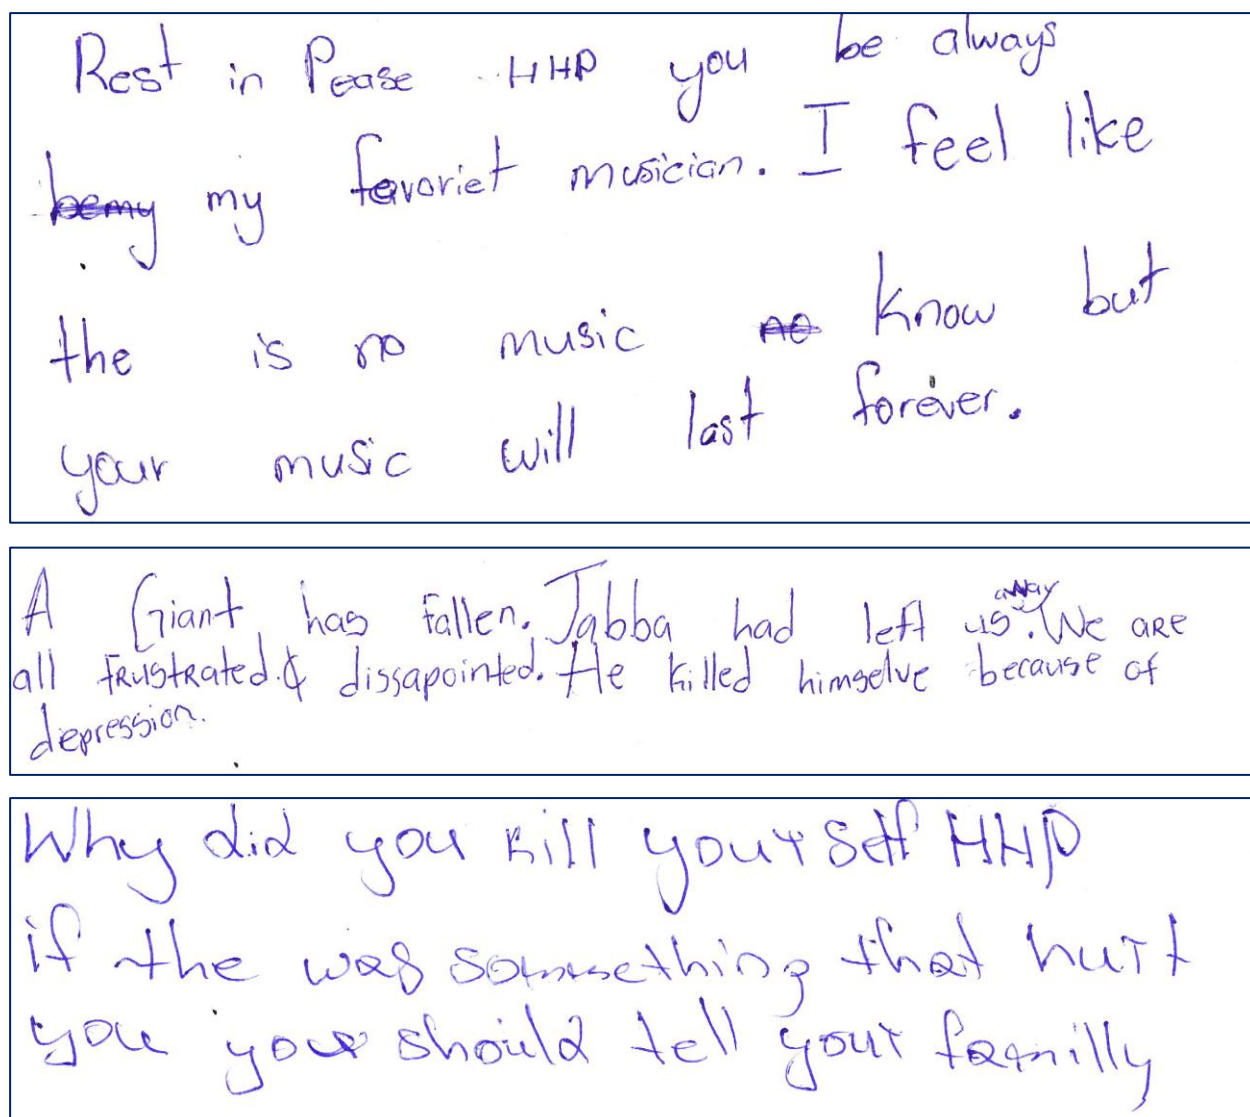 Rest in Pease HHP you be always
bemy my favoriet musician. I feel like
the is no music no know but
your music will last forever.
A Giant has fallen. Jabba had left us away. We are
all frustrated & dissapointed. He killed himselve because of
depression.
Why did you kill yourself HHP
if the was sommething that hurt
you your should tell your familly